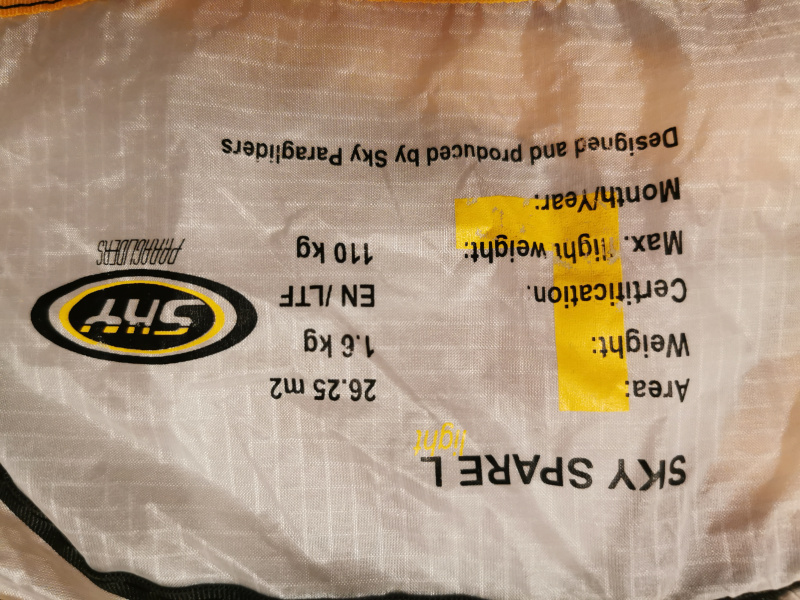 SKY SPARE L light
Area: 26.25 m2
Weight: 1.6 kg
Certification: EN /LTF
Max. flight weight: 110 kg
Month/Year:
Designed and produced by Sky Paragliders
L
SKY
PARAGLIDERS